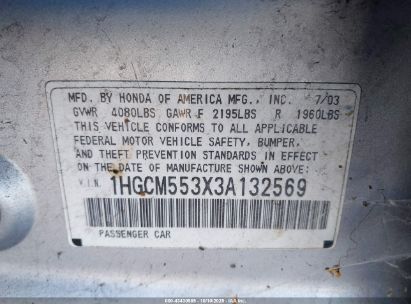 MFD. BY HONDA OF AMERICA MFG., INC. 7/03
GVWR 4080LBS GAWR F 2195LBS R 1960LBS
THIS VEHICLE CONFORMS TO ALL APPLICABLE
FEDERAL MOTOR VEHICLE SAFETY, BUMPER,
AND THEFT PREVENTION STANDARDS IN EFFECT
ON THE DATE OF MANUFACTURE SHOWN ABOVE.
V.I.N. 1HGCM553X3A132569
PASSENGER CAR